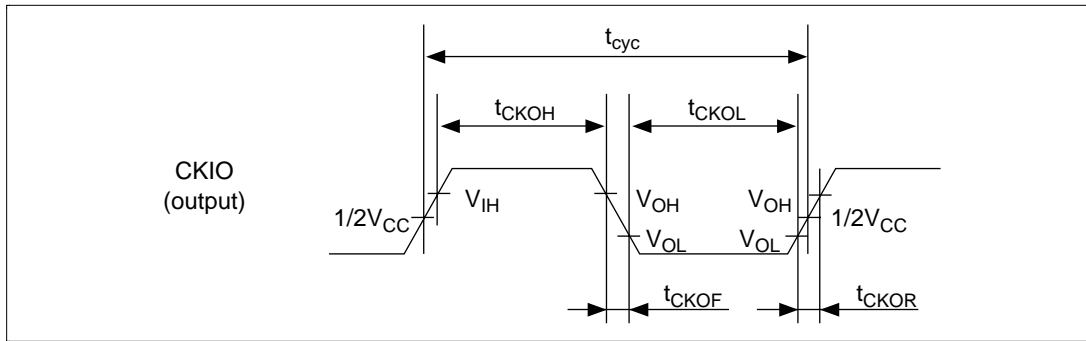 tcyc
tCKOH tCKOL
CKIO
(output)
VIH VOH VOH
1/2VCC 1/2VCC
VOL VOL
tCKOF tCKOR